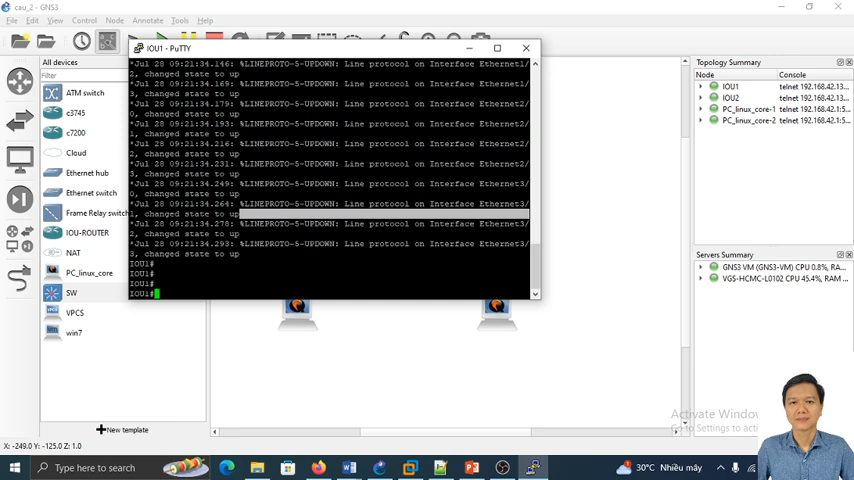 cau_2 - GNS3
File Edit View Control Node Annotate Tools Help
All devices
Filter
ATM switch
c3745
c7200
Cloud
Ethernet hub
Ethernet switch
Frame Relay switch
IOU-ROUTER
NAT
PC_linux_core
SW
VPCS
win7
New template
X: -249.0 Y: -125.0 Z: 1.0
IOU1 - PuTTY
*Jul 28 09:21:34.146: %LINEPROTO-5-UPDOWN: Line protocol on Interface Ethernet1/
2, changed state to up
*Jul 28 09:21:34.169: %LINEPROTO-5-UPDOWN: Line protocol on Interface Ethernet1/
3, changed state to up
*Jul 28 09:21:34.179: %LINEPROTO-5-UPDOWN: Line protocol on Interface Ethernet2/
0, changed state to up
*Jul 28 09:21:34.193: %LINEPROTO-5-UPDOWN: Line protocol on Interface Ethernet2/
1, changed state to up
*Jul 28 09:21:34.216: %LINEPROTO-5-UPDOWN: Line protocol on Interface Ethernet2/
2, changed state to up
*Jul 28 09:21:34.231: %LINEPROTO-5-UPDOWN: Line protocol on Interface Ethernet2/
3, changed state to up
*Jul 28 09:21:34.249: %LINEPROTO-5-UPDOWN: Line protocol on Interface Ethernet3/
0, changed state to up
*Jul 28 09:21:34.264: %LINEPROTO-5-UPDOWN: Line protocol on Interface Ethernet3/
1, changed state to up
*Jul 28 09:21:34.278: %LINEPROTO-5-UPDOWN: Line protocol on Interface Ethernet3/
2, changed state to up
*Jul 28 09:21:34.293: %LINEPROTO-5-UPDOWN: Line protocol on Interface Ethernet3/
3, changed state to up
IOU1#
IOU1#
IOU1#
IOU1#
Topology Summary
Node Console
IOU1 telnet 192.168.42.13...
IOU2 telnet 192.168.42.13...
PC_linux_core-1 telnet 192.168.42.1:5...
PC_linux_core-2 telnet 192.168.42.1:5...
Servers Summary
GNS3 VM (GNS3-VM) CPU 0.8%, RAM ...
VGS-HCMC-L0102 CPU 45.4%, RAM ...
Activate Window
Go to Settings to acti
Type here to search
30°C Nhiều mây